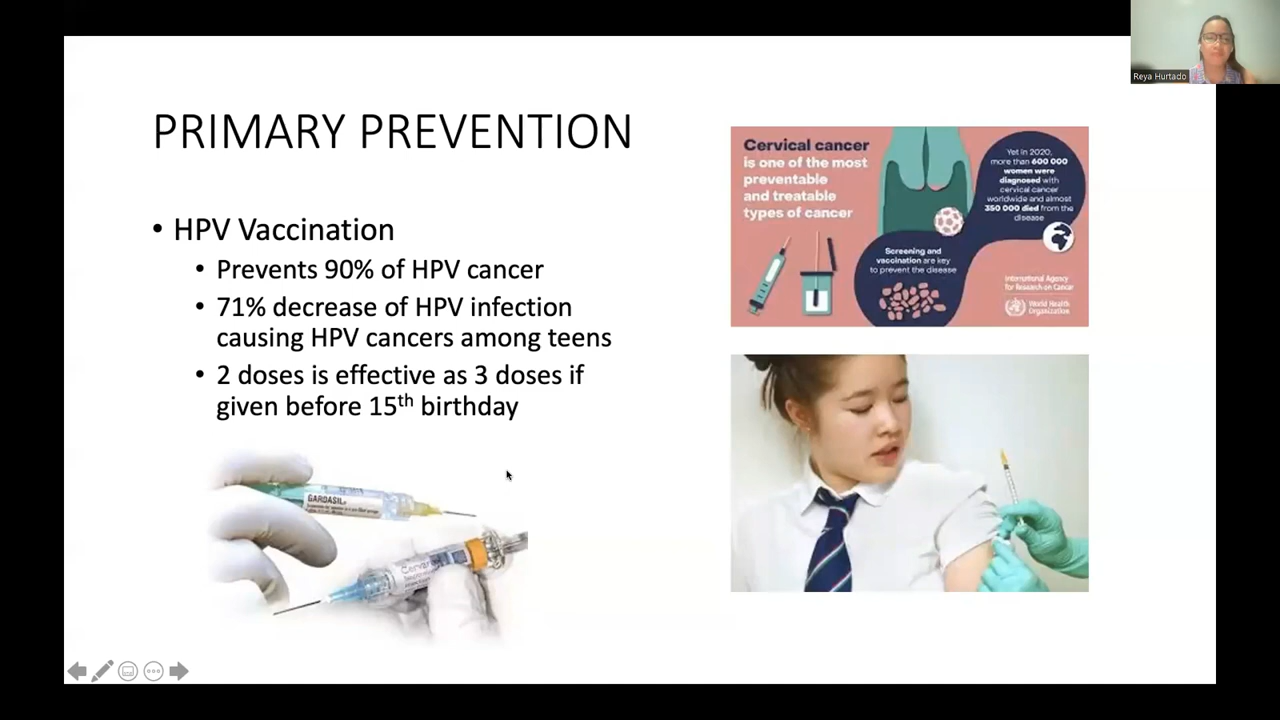 Reya Hurtado
PRIMARY PREVENTION
• HPV Vaccination
• Prevents 90% of HPV cancer
• 71% decrease of HPV infection
causing HPV cancers among teens
• 2 doses is effective as 3 doses if
given before 15th birthday
Cervical cancer
is one of the most
preventable
and treatable
types of cancer
Yet in 2020,
more than 600 000
women were
diagnosed with
cervical cancer
worldwide and almost
350 000 died from the
disease
Screening and
vaccination are key
to prevent the disease
International Agency
for Research on Cancer
World Health
Organization
GARDASIL